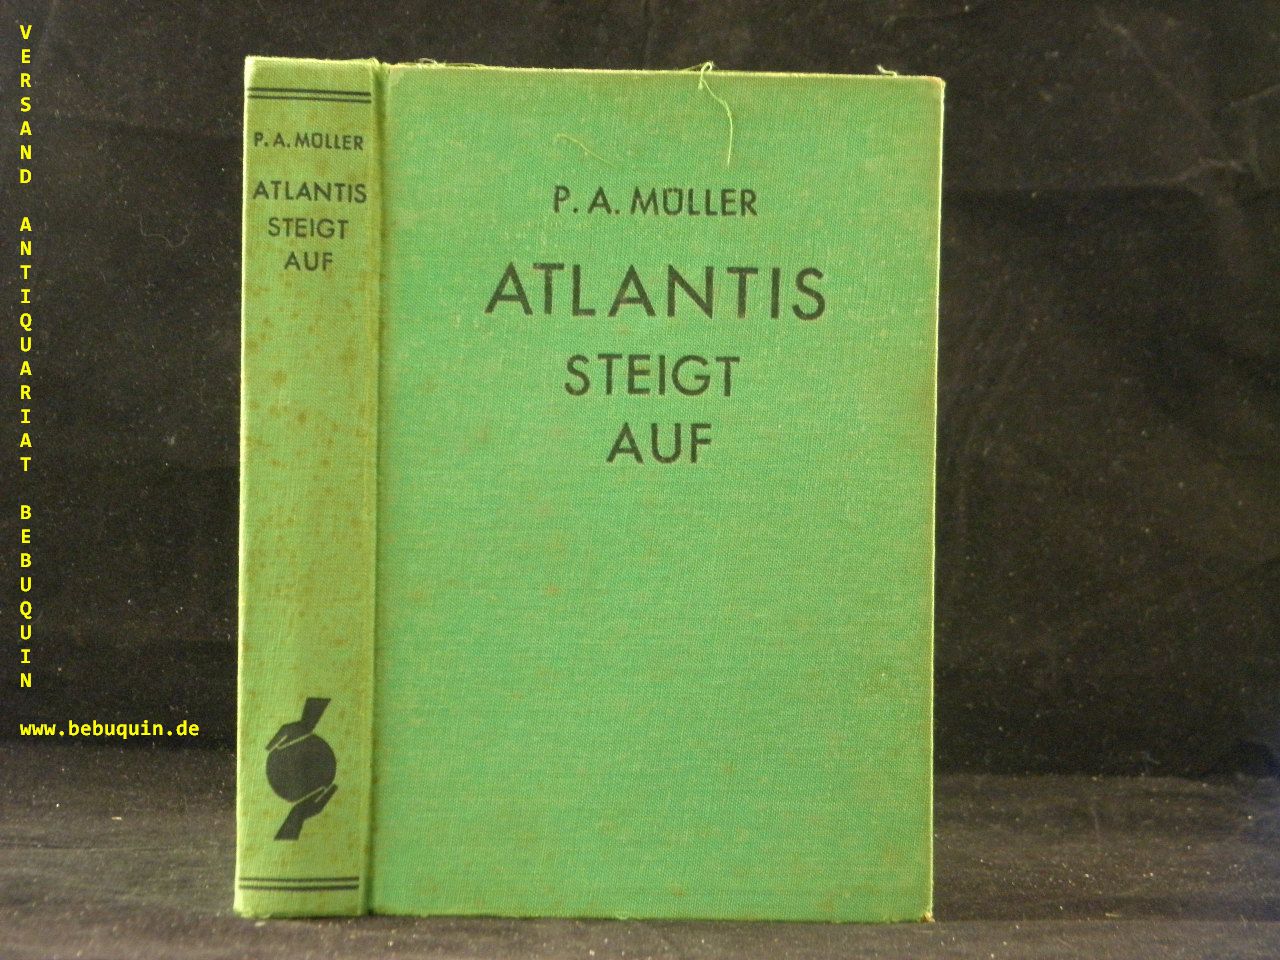 VERSAND ANTIQUARIAT BEBUQUIN
www.bebuquin.de
P. A. MÜLLER
ATLANTIS
STEIGT
AUF
P. A. MÜLLER
ATLANTIS
STEIGT
AUF